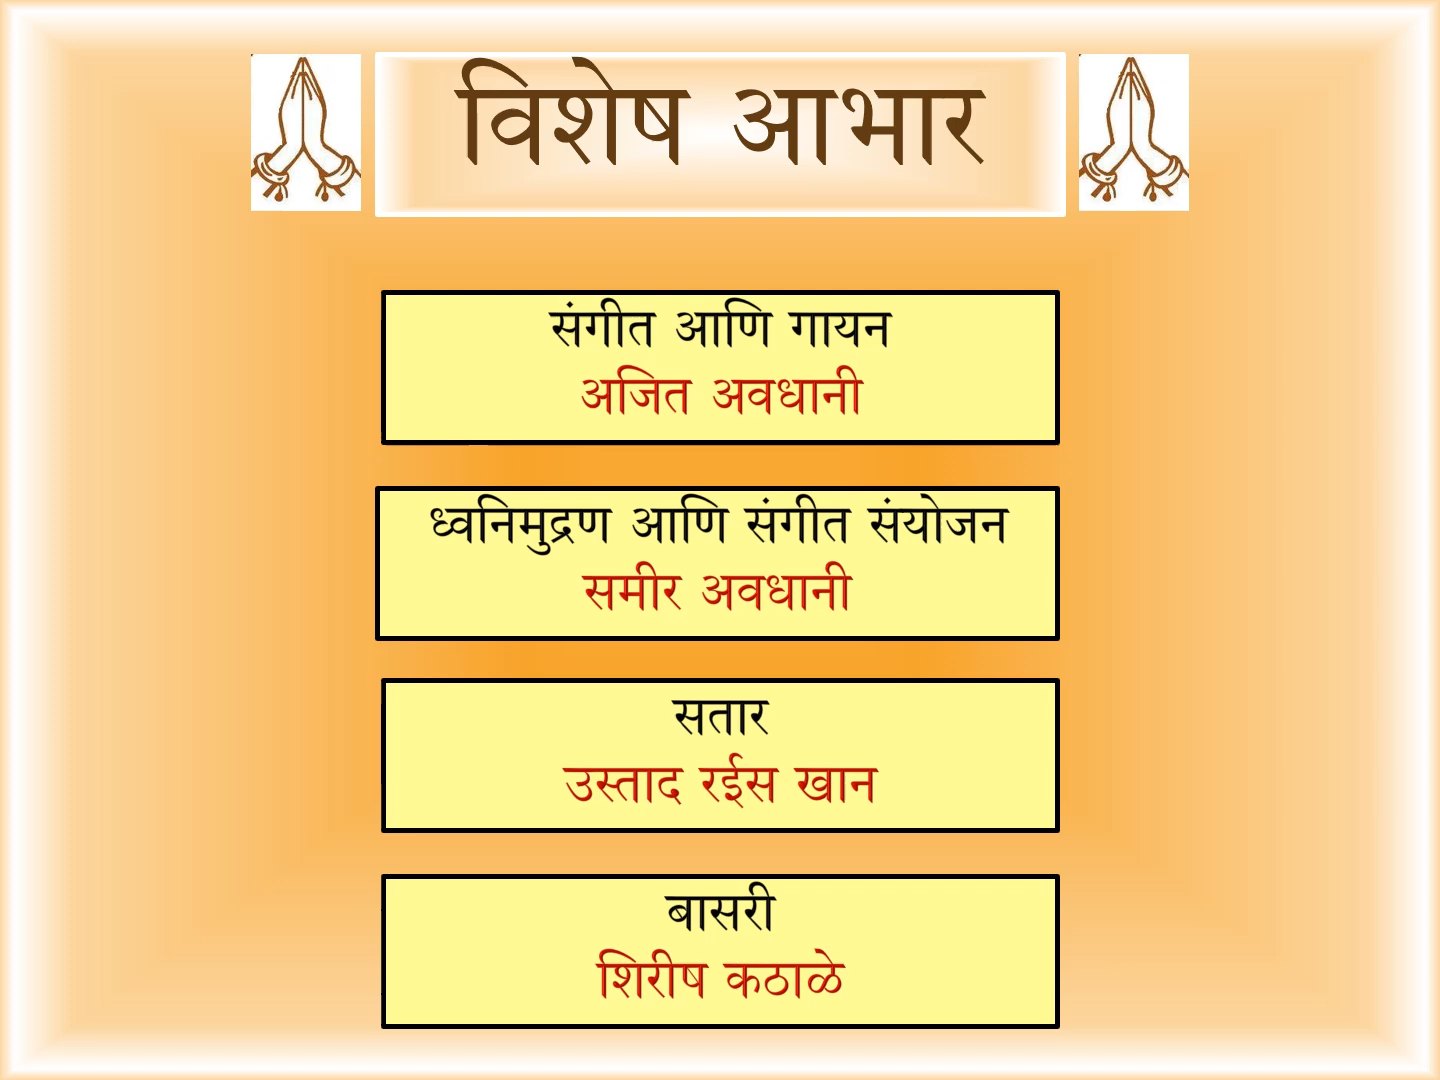 विशेष आभार
संगीत आणि गायन
अजित अवधानी
ध्वनिमुद्रण आणि संगीत संयोजन
समीर अवधानी
सतार
उस्ताद रईस खान
बासरी
शिरीष कठाळे